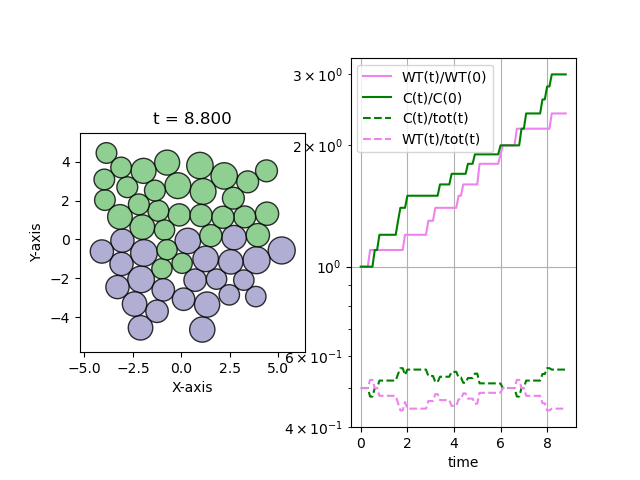 t = 8.800
Y-axis
4
2
0
−2
−4
−5.0 −2.5 0.0 2.5 5.0
X-axis
3 × 10⁰
2 × 10⁰
10⁰
6 × 10⁻¹
4 × 10⁻¹
WT(t)/WT(0)
C(t)/C(0)
C(t)/tot(t)
WT(t)/tot(t)
0 2 4 6 8
time